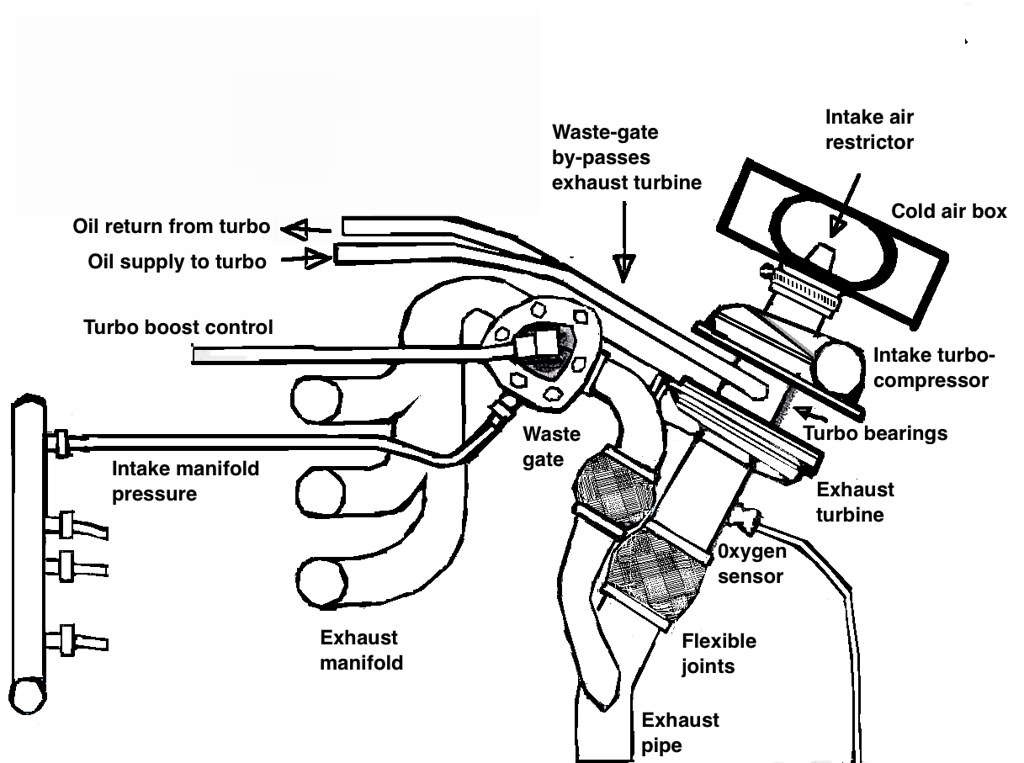 Intake air
restrictor
Waste-gate
by-passes
exhaust turbine
Cold air box
Oil return from turbo
Oil supply to turbo
Turbo boost control
Intake turbo-
compressor
Turbo bearings
Waste
gate
Intake manifold
pressure
Exhaust
turbine
0xygen
sensor
Exhaust
manifold
Flexible
joints
Exhaust
pipe